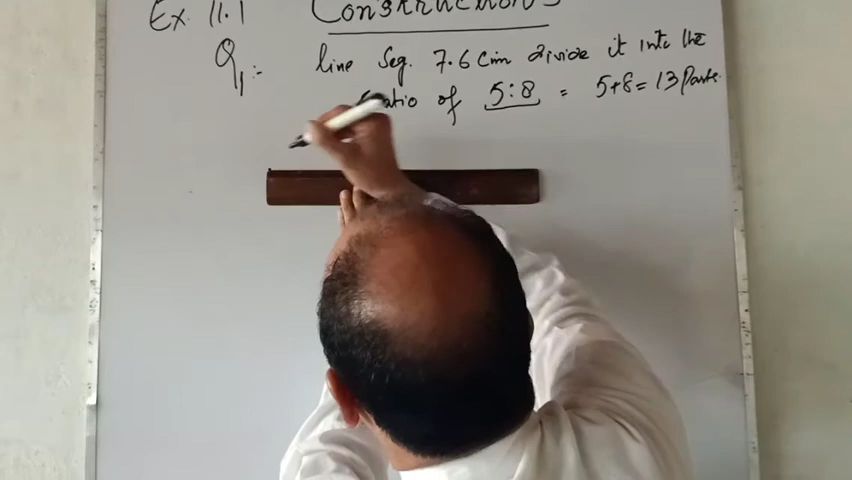 Ex. 11.1 Constructions
Q1:- line Seg. 7.6 Cm divide it into the
ratio of 5:8 = 5+8=13 Parts.